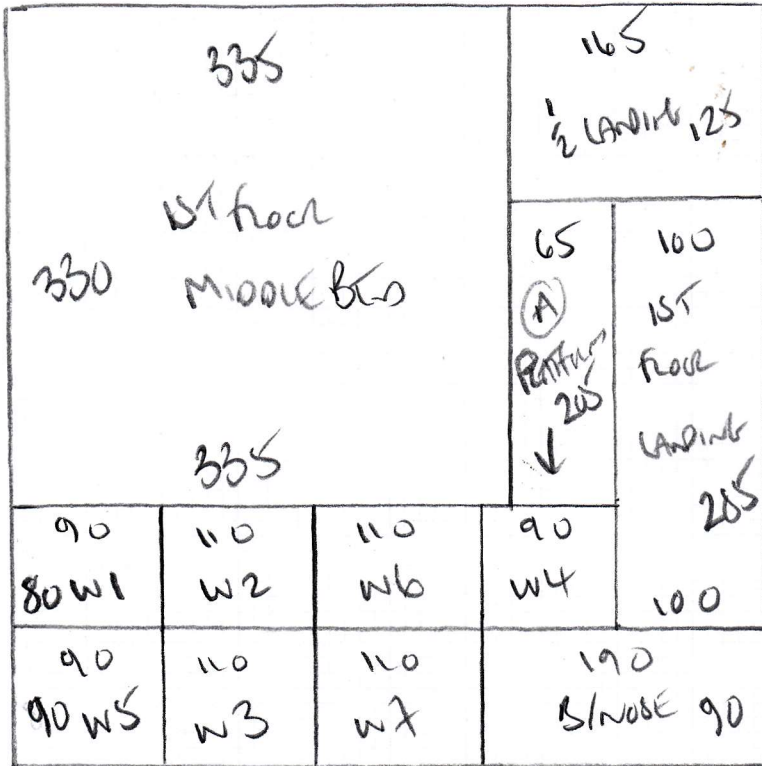 335
1ST FLOOR
330 MIDDLE BED
335
165
1/2 LANDING 125
65
A
PLATFORM
205
100
1ST
FLOOR
LANDING
285
100
90
80 W1
110
W2
110
W6
90
W4
90
90 W5
110
W3
110
W7
190
B/NOSE 90